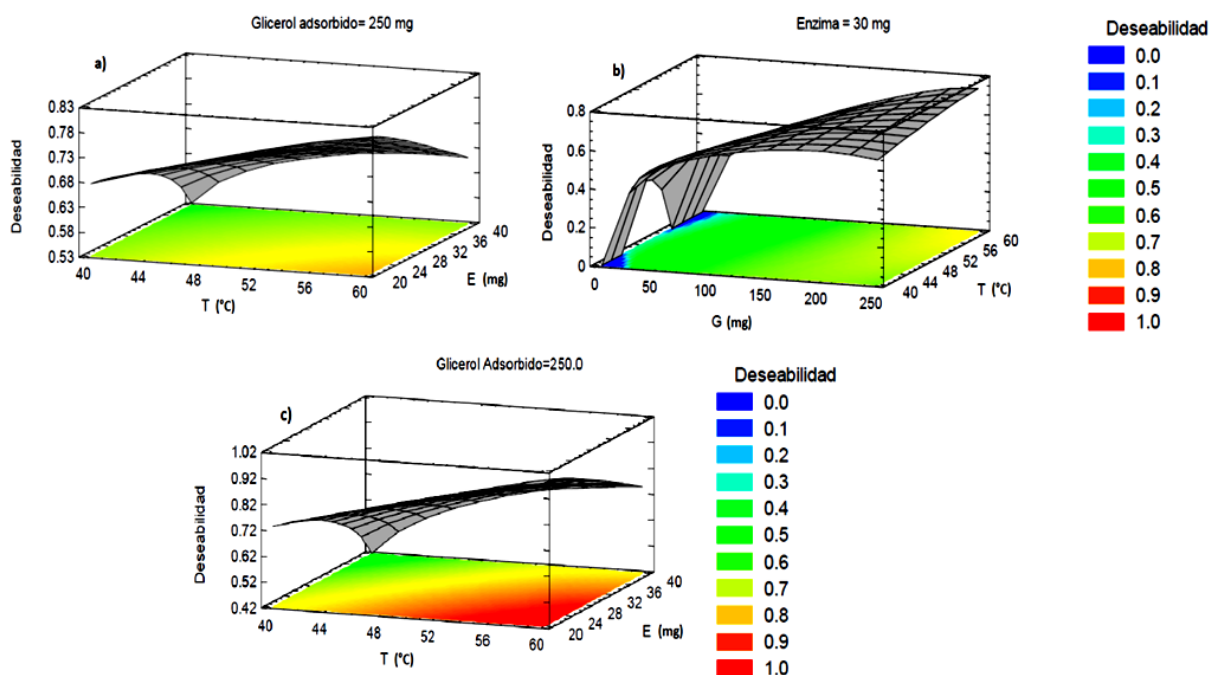 Glicerol adsorbido= 250 mg
a)
0.83
0.78
0.73
0.68
0.63
0.58
0.53
Deseabilidad
40 44 48 52 56 60
T (°C)
20 24 28 32 36 40
E (mg)
Enzima = 30 mg
b)
0.8
0.6
0.4
0.2
0
Deseabilidad
0 50 100 150 200 250
G (mg)
40 44 48 52 56 60
T (°C)
Deseabilidad
0.0
0.1
0.2
0.3
0.4
0.5
0.6
0.7
0.8
0.9
1.0
Glicerol Adsorbido=250.0
c)
1.02
0.92
0.82
0.72
0.62
0.52
0.42
Deseabilidad
40 44 48 52 56 60
T (°C)
20 24 28 32 36 40
E (mg)
Deseabilidad
0.0
0.1
0.2
0.3
0.4
0.5
0.6
0.7
0.8
0.9
1.0